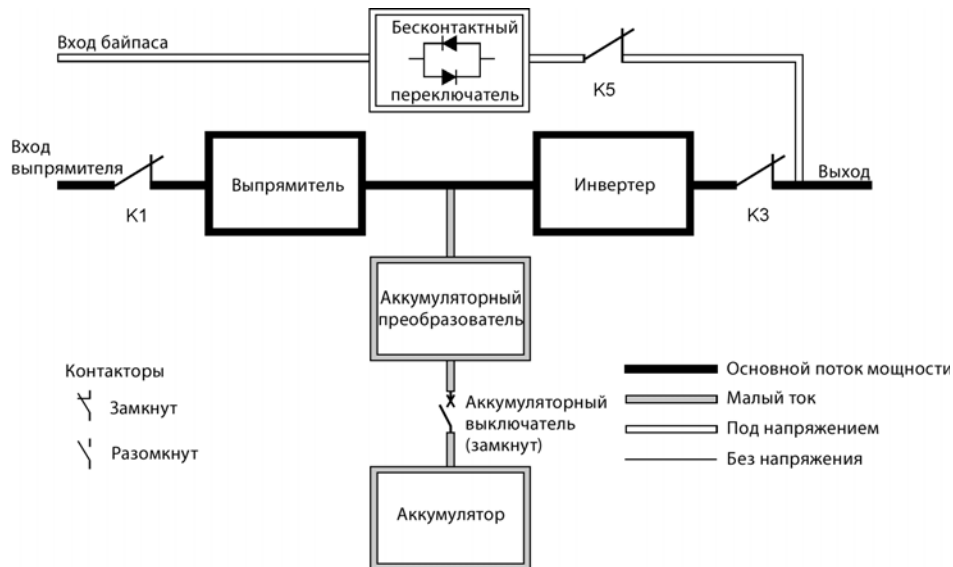 Вход байпаса
Бесконтактный
переключатель
K5
Вход
выпрямителя
K1
Выпрямитель
Инвертер
K3
Выход
Аккумуляторный
преобразователь
Контакторы
Замкнут
Разомкнут
Аккумуляторный
выключатель
(замкнут)
Аккумулятор
Основной поток мощности
Малый ток
Под напряжением
Без напряжения